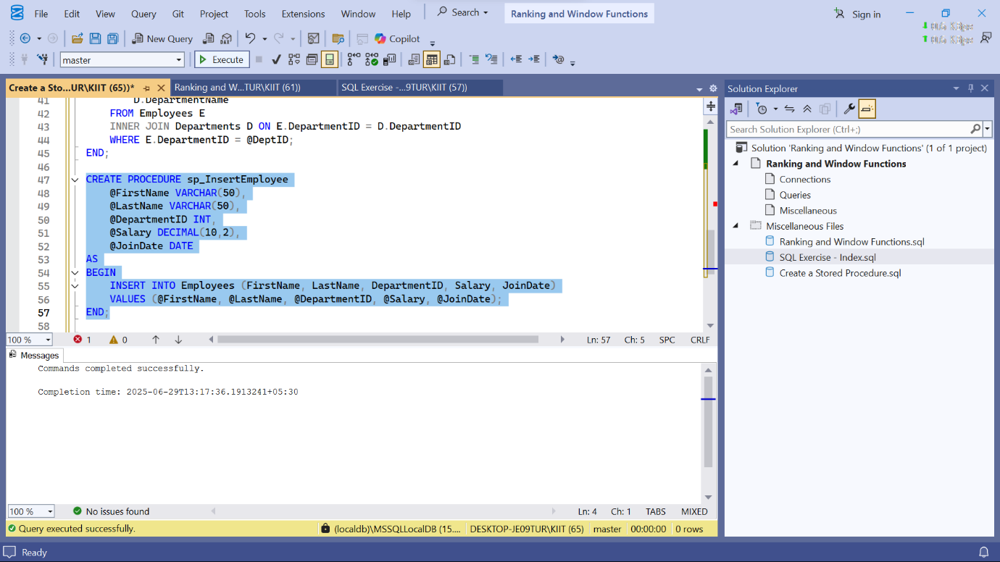 File Edit View Query Git Project Tools Extensions Window Help Search Ranking and Window Functions Sign in
New Query DAX Copilot
master Execute
Create a Sto...UR\KIIT (65))* Ranking and W...TUR\KIIT (61)) SQL Exercise -...9TUR\KIIT (57))
41 D.DepartmentName
42 FROM Employees E
43 INNER JOIN Departments D ON E.DepartmentID = D.DepartmentID
44 WHERE E.DepartmentID = @DeptID;
45 END;
46
47 CREATE PROCEDURE sp_InsertEmployee
48 @FirstName VARCHAR(50),
49 @LastName VARCHAR(50),
50 @DepartmentID INT,
51 @Salary DECIMAL(10,2),
52 @JoinDate DATE
53 AS
54 BEGIN
55 INSERT INTO Employees (FirstName, LastName, DepartmentID, Salary, JoinDate)
56 VALUES (@FirstName, @LastName, @DepartmentID, @Salary, @JoinDate);
57 END;
58
100 % 1 0 Ln: 57 Ch: 5 SPC CRLF
Messages
Commands completed successfully.
Completion time: 2025-06-29T13:17:36.1913241+05:30
100 % No issues found Ln: 4 Ch: 1 TABS MIXED
Query executed successfully. (localdb)\MSSQLLocalDB (15.... DESKTOP-JE09TUR\KIIT (65) master 00:00:00 0 rows
Solution Explorer
Search Solution Explorer (Ctrl+;)
Solution 'Ranking and Window Functions' (1 of 1 project)
Ranking and Window Functions
Connections
Queries
Miscellaneous
Miscellaneous Files
Ranking and Window Functions.sql
SQL Exercise - Index.sql
Create a Stored Procedure.sql
Ready